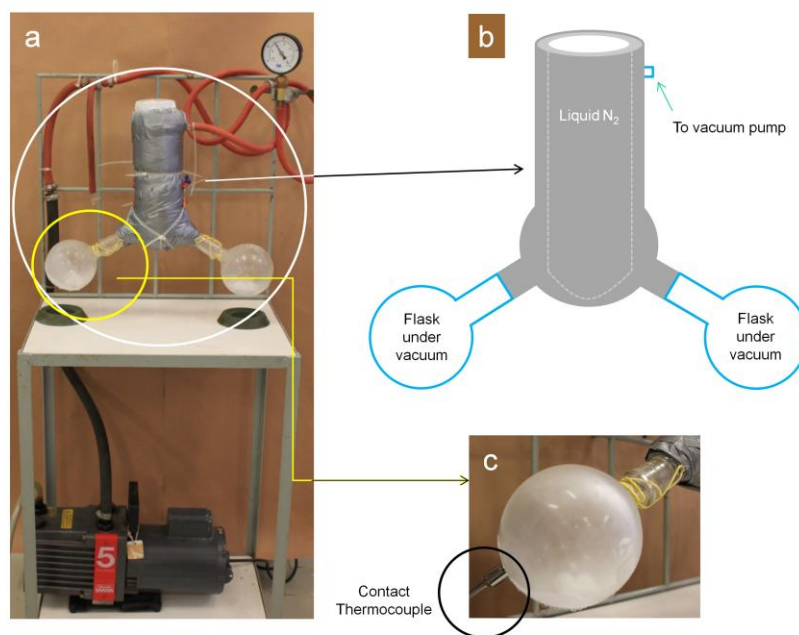 a
b
Liquid N₂
To vacuum pump
Flask
under
vacuum
Flask
under
vacuum
c
5
Contact
Thermocouple